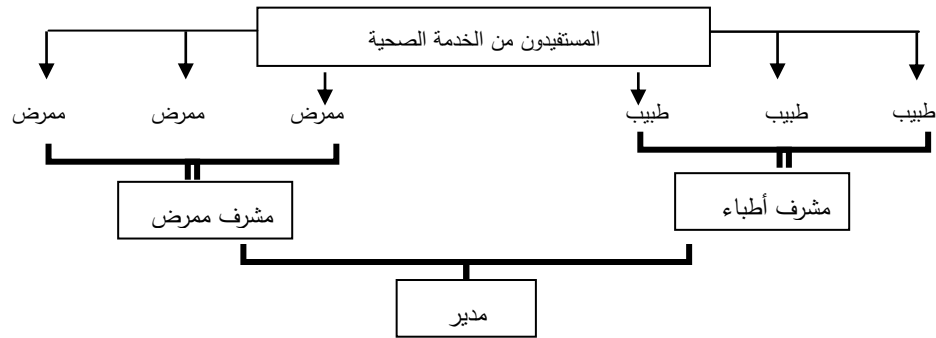 المستفيدون من الخدمة الصحية
طبيب طبيب طبيب ممرض ممرض ممرض
مشرف أطباء مشرف ممرض
مدير